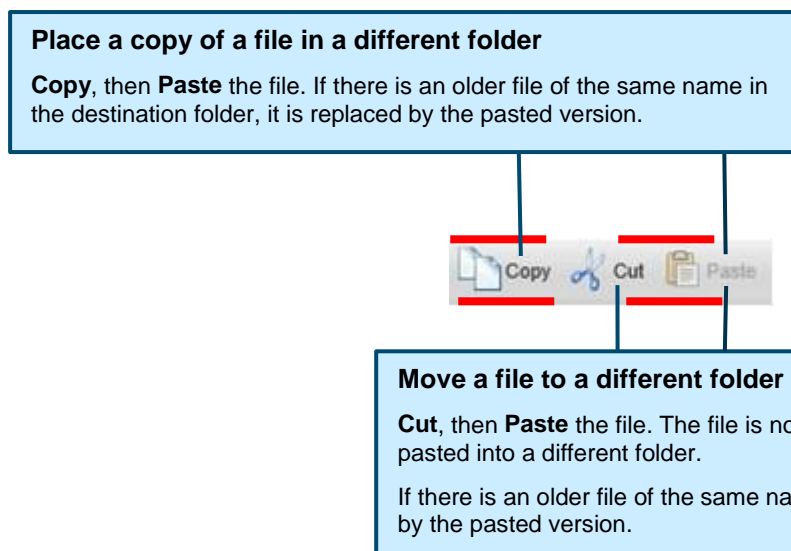 Place a copy of a file in a different folder
Copy, then Paste the file. If there is an older file of the same name in
the destination folder, it is replaced by the pasted version.
Copy Cut Paste
Move a file to a different folder
Cut, then Paste the file. The file is
pasted into a different folder.
If there is an older file of the same
by the pasted version.